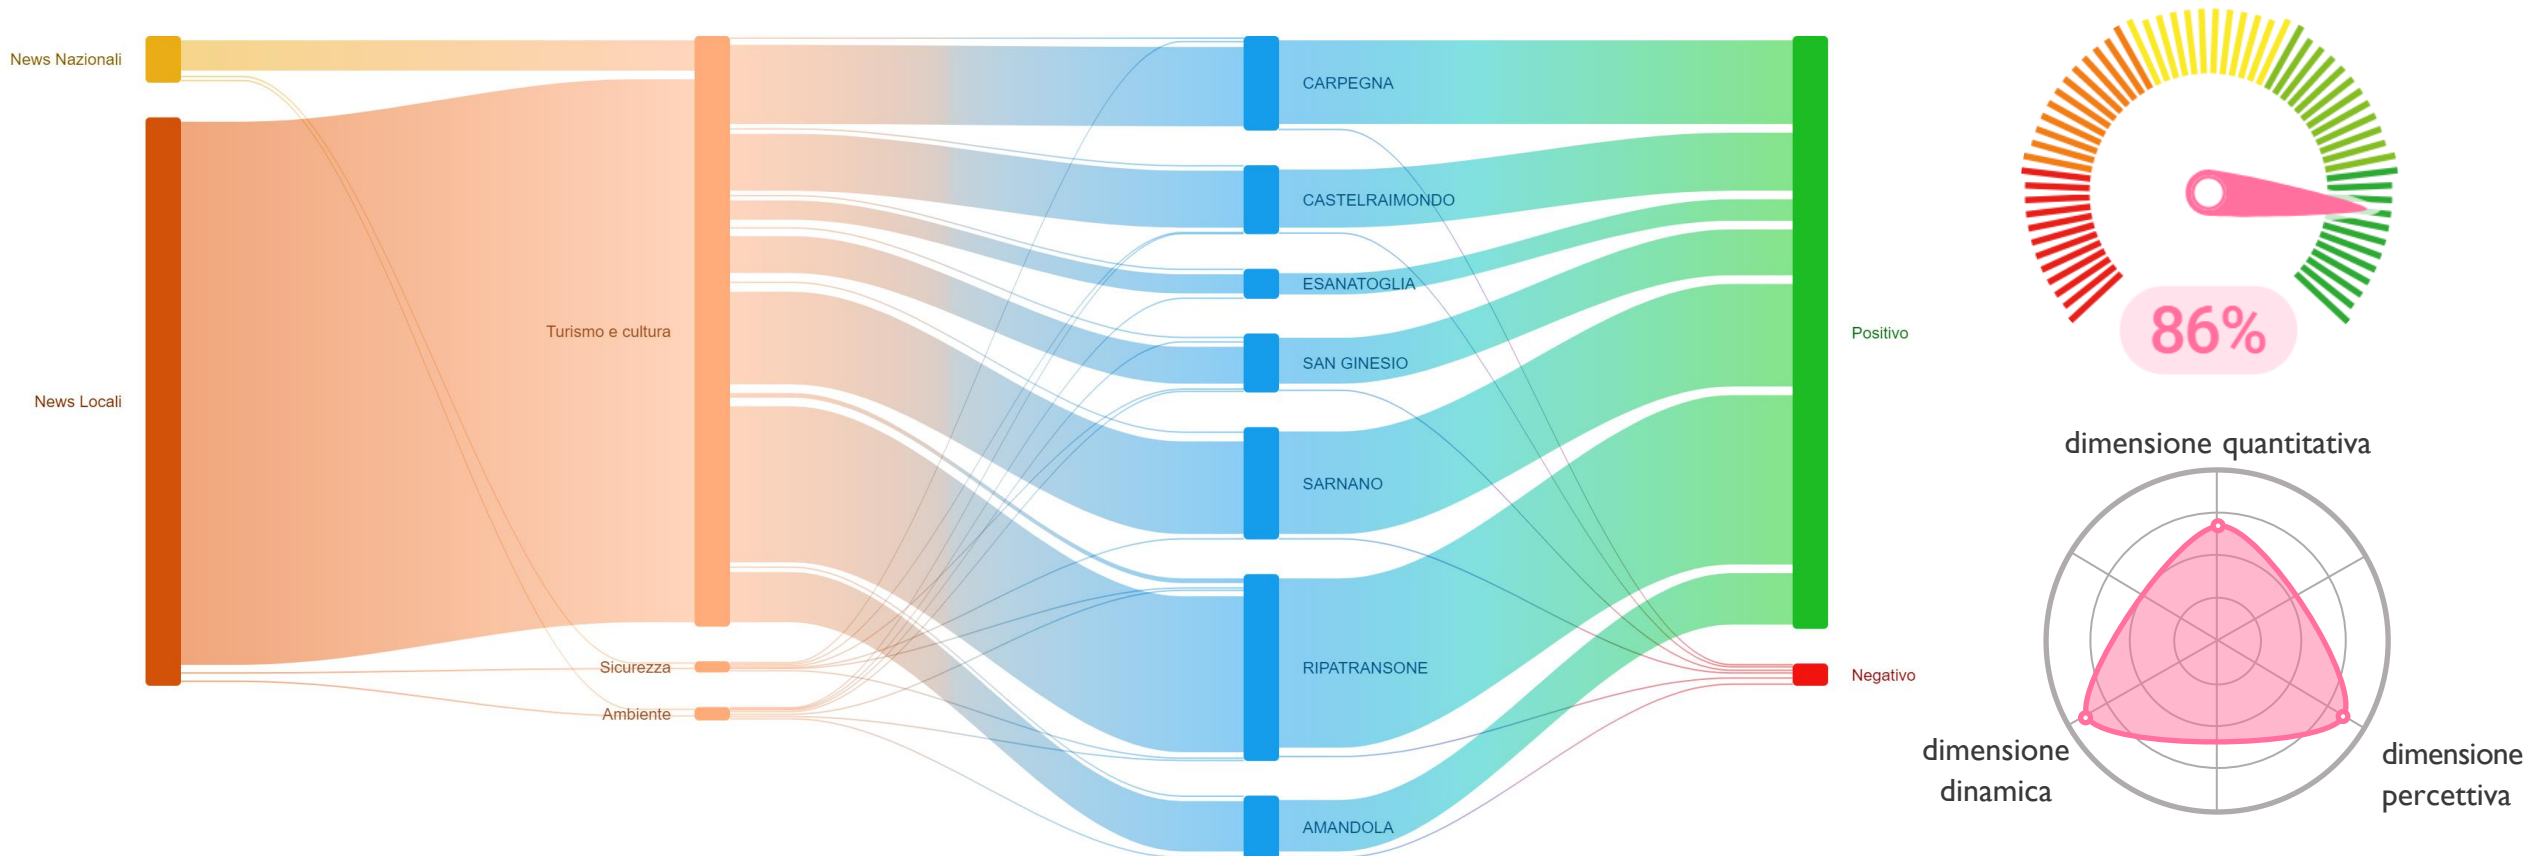 News Nazionali
News Locali
Turismo e cultura
Sicurezza
Ambiente
CARPEGNA
CASTELRAIMONDO
ESANATOGLIA
SAN GINESIO
SARNANO
RIPATRANSONE
AMANDOLA
Positivo
Negativo
86%
dimensione quantitativa
dimensione
dinamica
dimensione
percettiva